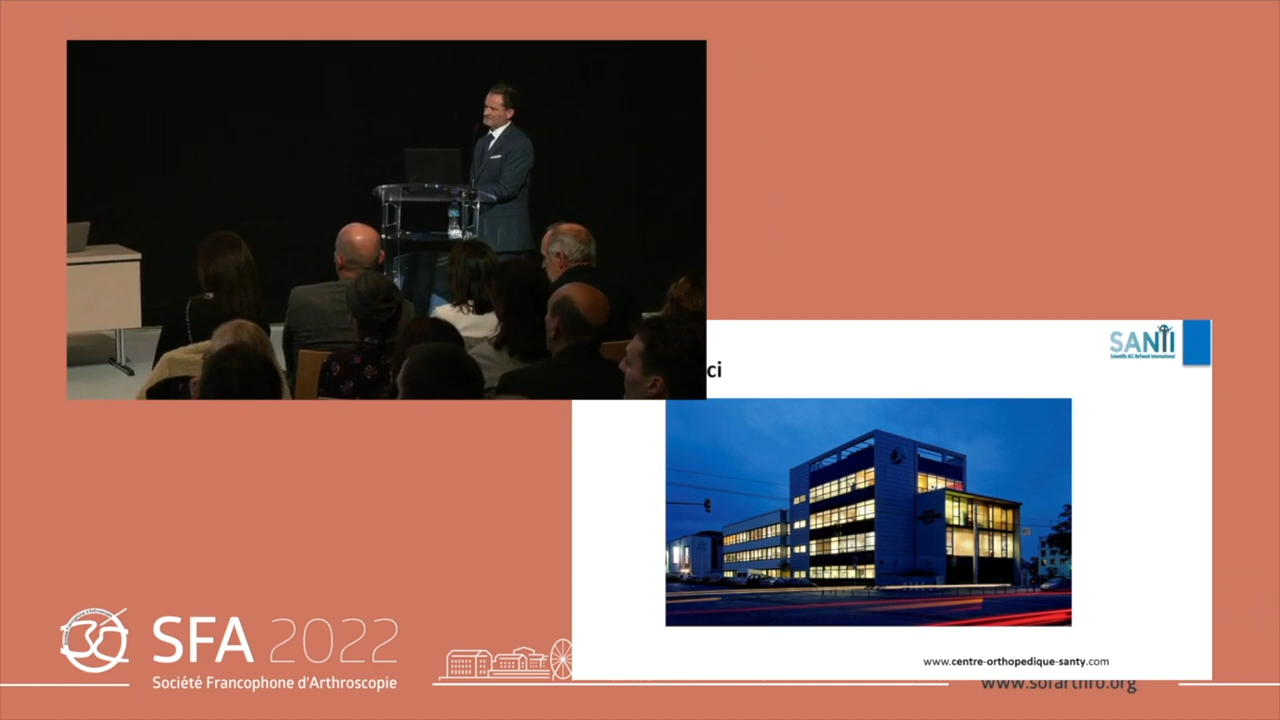 SANTI
Scientific ACL Network International
ci
www.centre-orthopedique-santy.com
30
SFA 2022
Société Francophone d'Arthroscopie
www.sofarthro.org